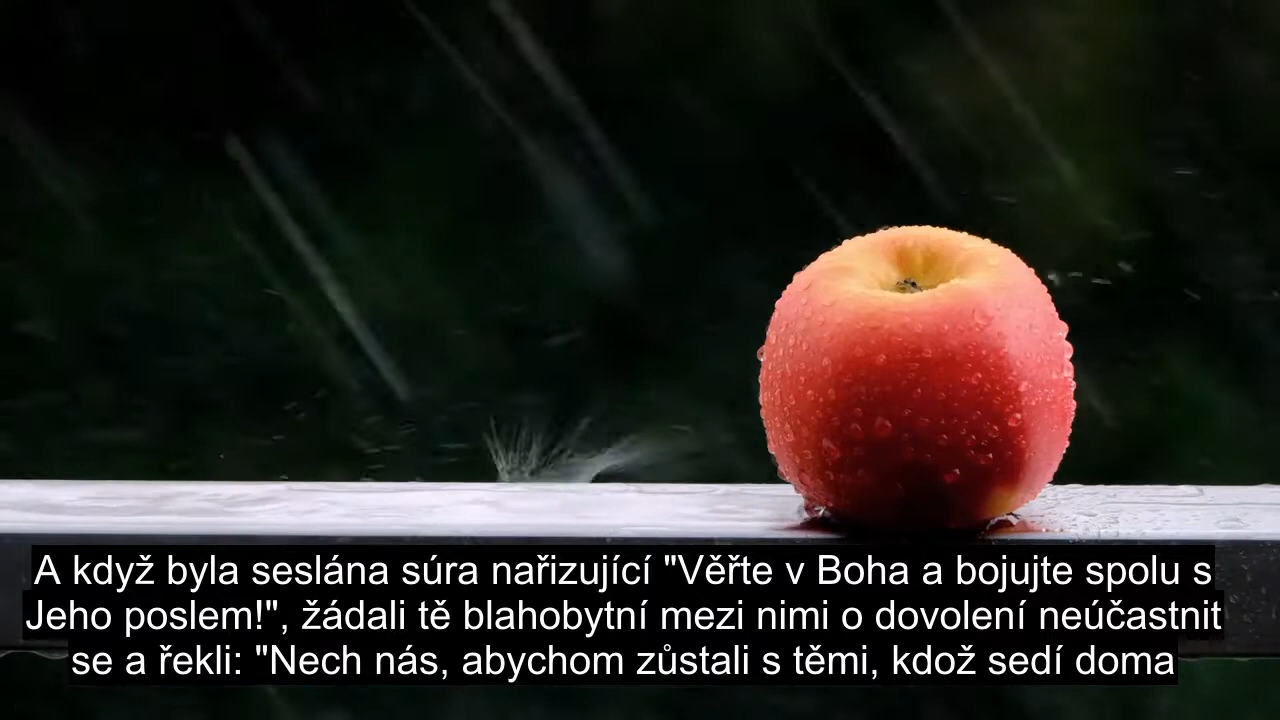 A když byla seslána súra nařizující "Věřte v Boha a bojujte spolu s
Jeho poslem!", žádali tě blahobytní mezi nimi o dovolení neúčastnit
se a řekli: "Nech nás, abychom zůstali s těmi, kdož sedí doma